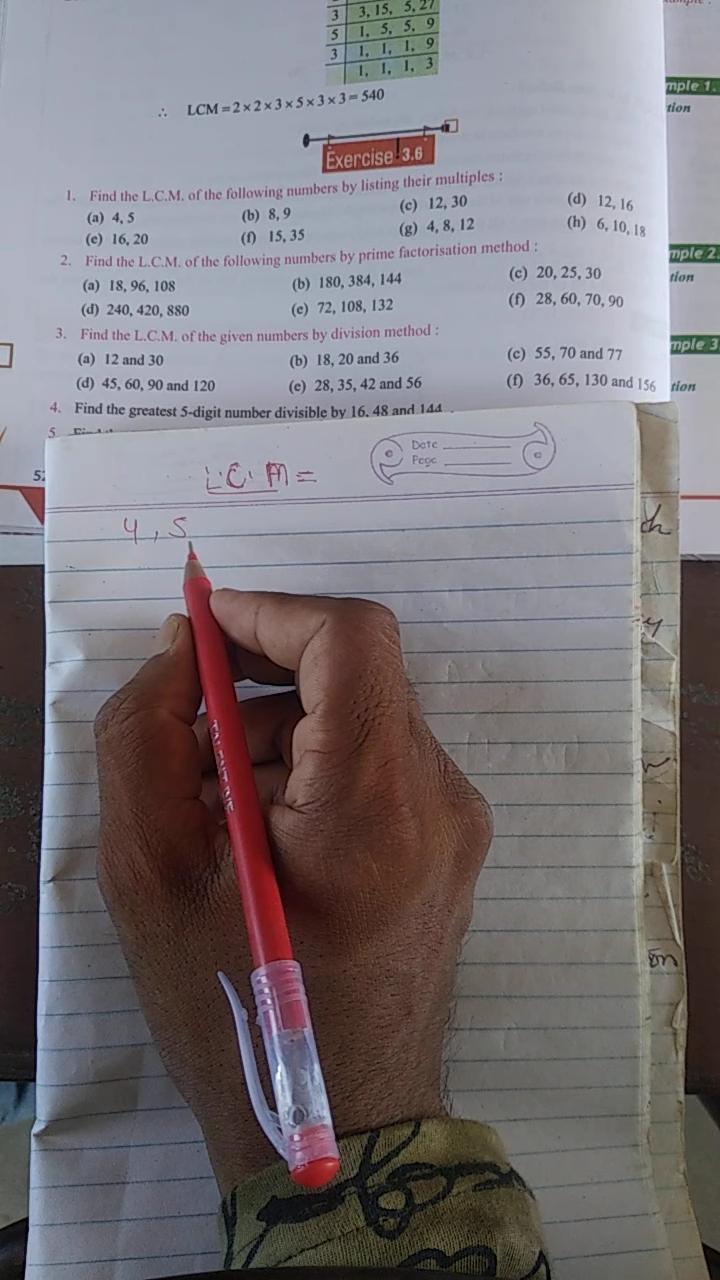 3 3, 15, 5, 27
5 1, 5, 5, 9
3 1, 1, 1, 9
1, 1, 1, 3
∴ LCM = 2 × 2 × 3 × 5 × 3 × 3 = 540
Exercise 3.6
1. Find the L.C.M. of the following numbers by listing their multiples :
(a) 4, 5 (b) 8, 9 (c) 12, 30 (d) 12, 16
(e) 16, 20 (f) 15, 35 (g) 4, 8, 12 (h) 6, 10, 18
2. Find the L.C.M. of the following numbers by prime factorisation method :
(a) 18, 96, 108 (b) 180, 384, 144 (c) 20, 25, 30
(d) 240, 420, 880 (e) 72, 108, 132 (f) 28, 60, 70, 90
3. Find the L.C.M. of the given numbers by division method :
(a) 12 and 30 (b) 18, 20 and 36 (c) 55, 70 and 77
(d) 45, 60, 90 and 120 (e) 28, 35, 42 and 56 (f) 36, 65, 130 and 156
4. Find the greatest 5-digit number divisible by 16, 48 and 144
5.
52
mple 1.
tion
mple 2.
tion
mple 3
tion
Date
Page
L.C.M =
4, 5